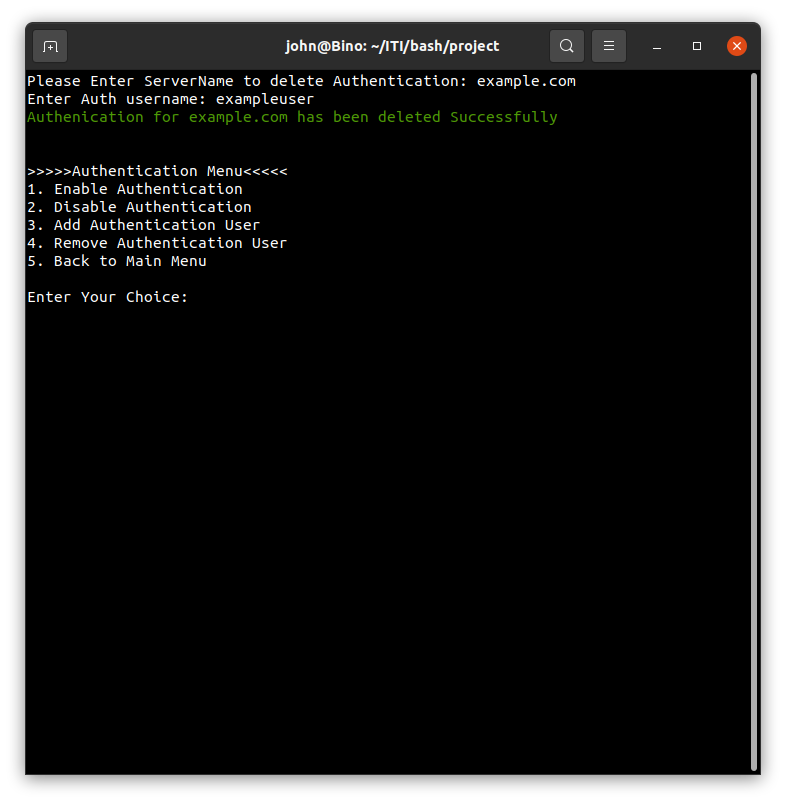 john@Bino: ~/ITI/bash/project
Please Enter ServerName to delete Authentication: example.com
Enter Auth username: exampleuser
Authenication for example.com has been deleted Successfully
>>>>>Authentication Menu<<<<<
1. Enable Authentication
2. Disable Authentication
3. Add Authentication User
4. Remove Authentication User
5. Back to Main Menu
Enter Your Choice: